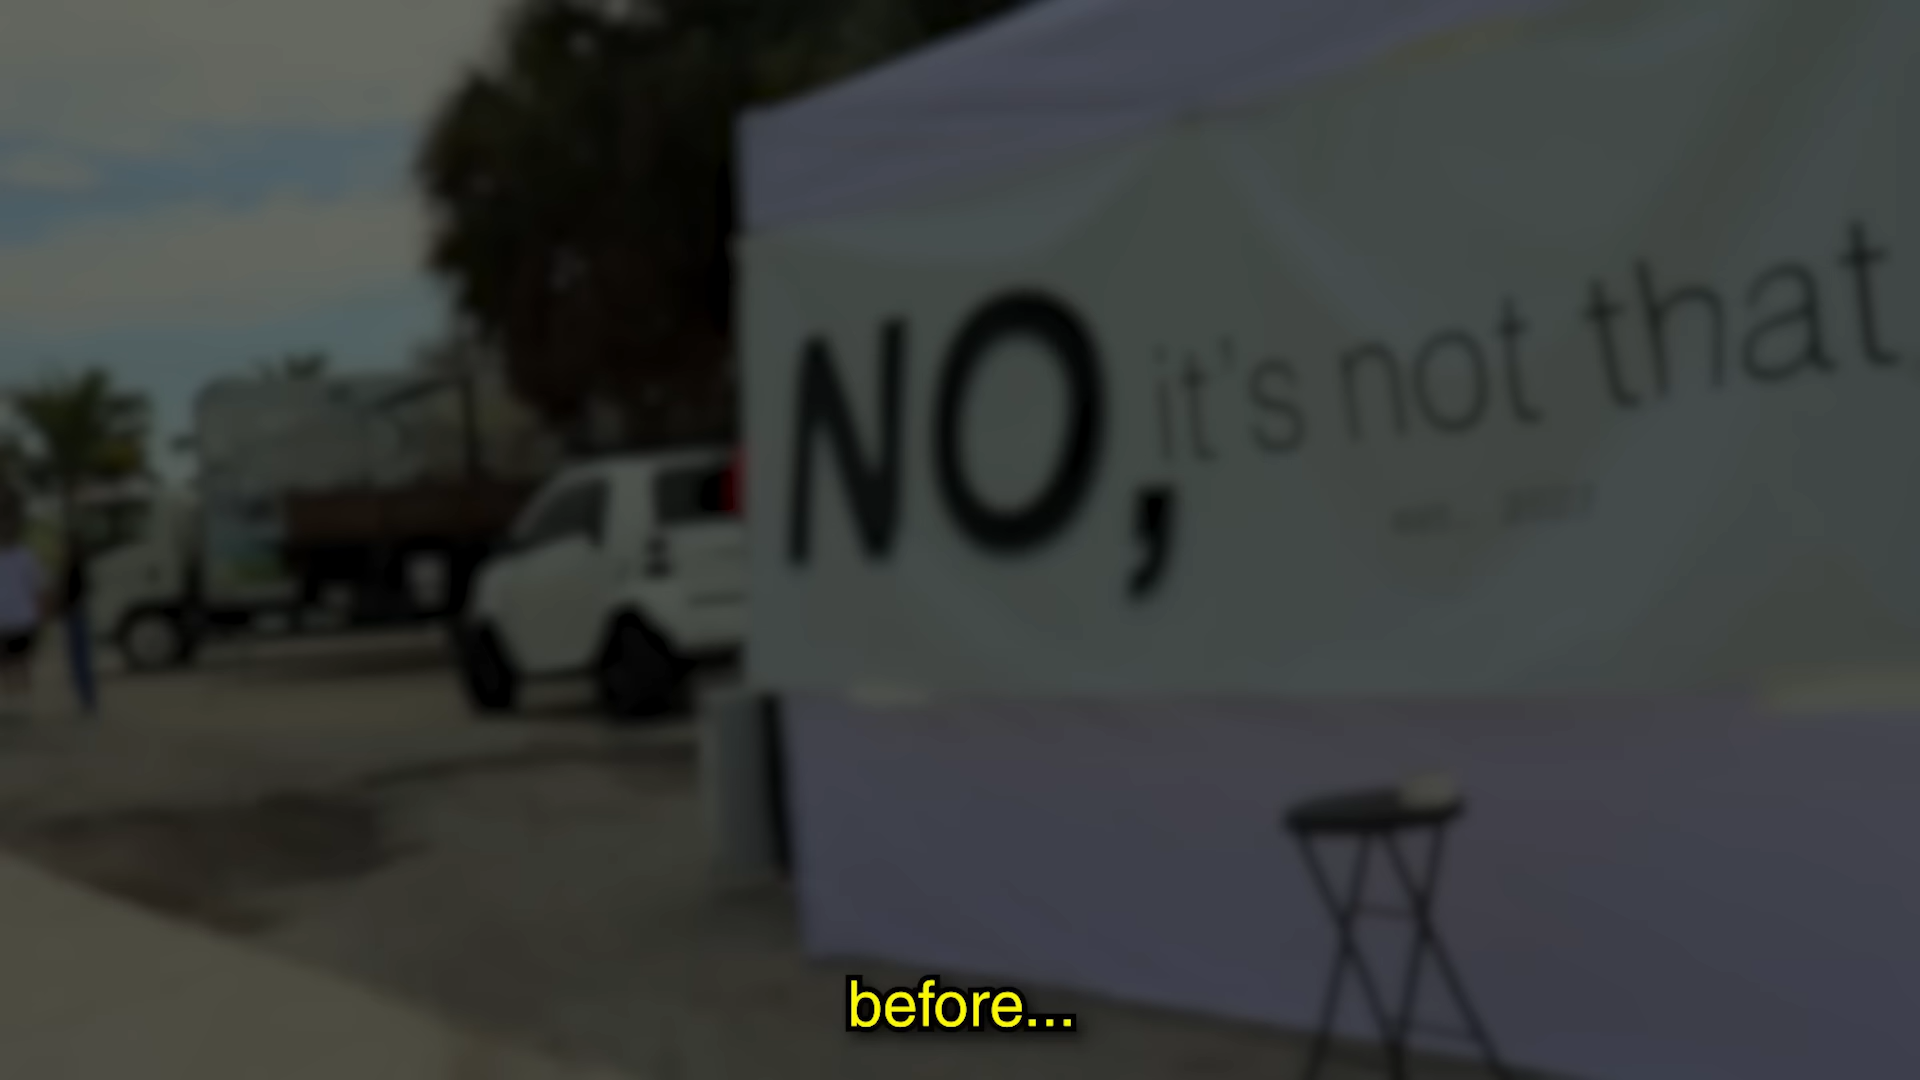 NO, it's not that,
before...